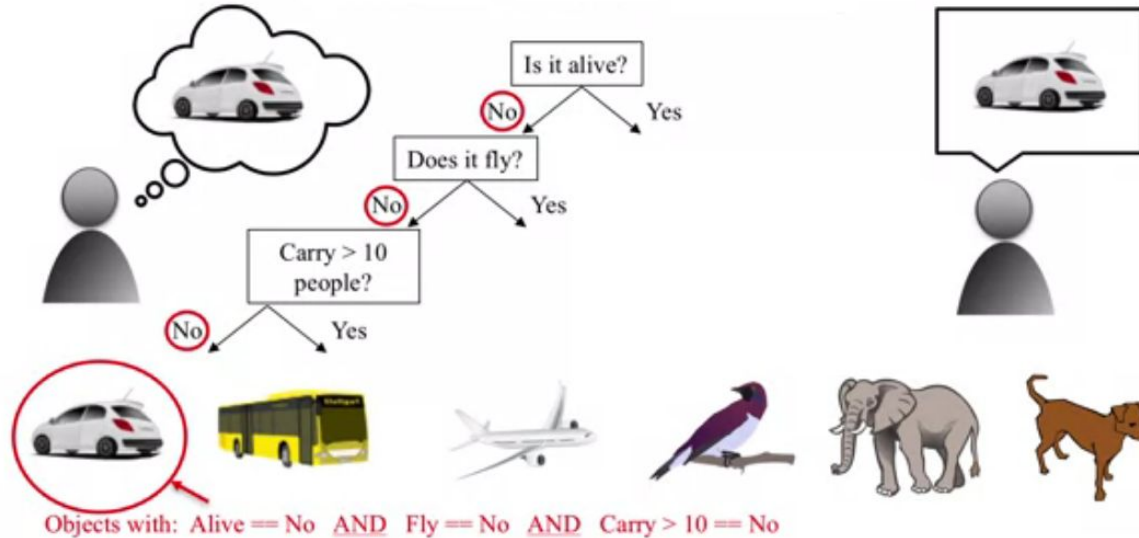 Is it alive?
No
Yes
Does it fly?
No
Yes
Carry > 10
people?
No
Yes
Stuttgart
Objects with: Alive == No AND Fly == No AND Carry > 10 == No